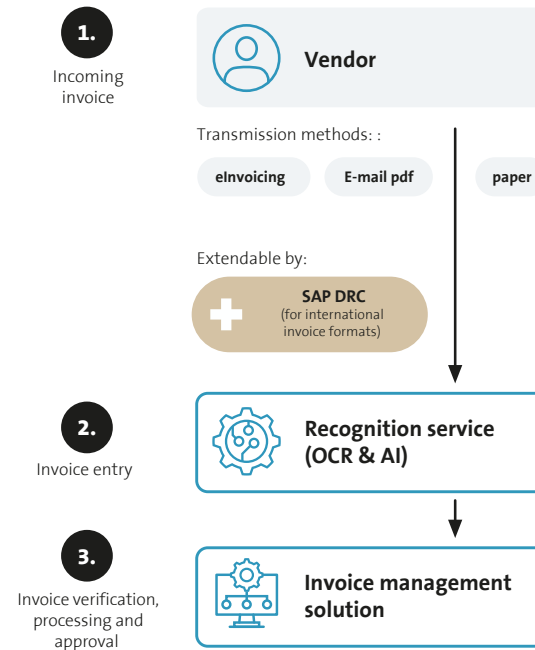 1.
Incoming
invoice
Vendor
Transmission methods: :
eInvoicing
E-mail pdf
paper
Extendable by:
SAP DRC
(for international
invoice formats)
2.
Invoice entry
Recognition service
(OCR & AI)
3.
Invoice verification,
processing and
approval
Invoice management
solution